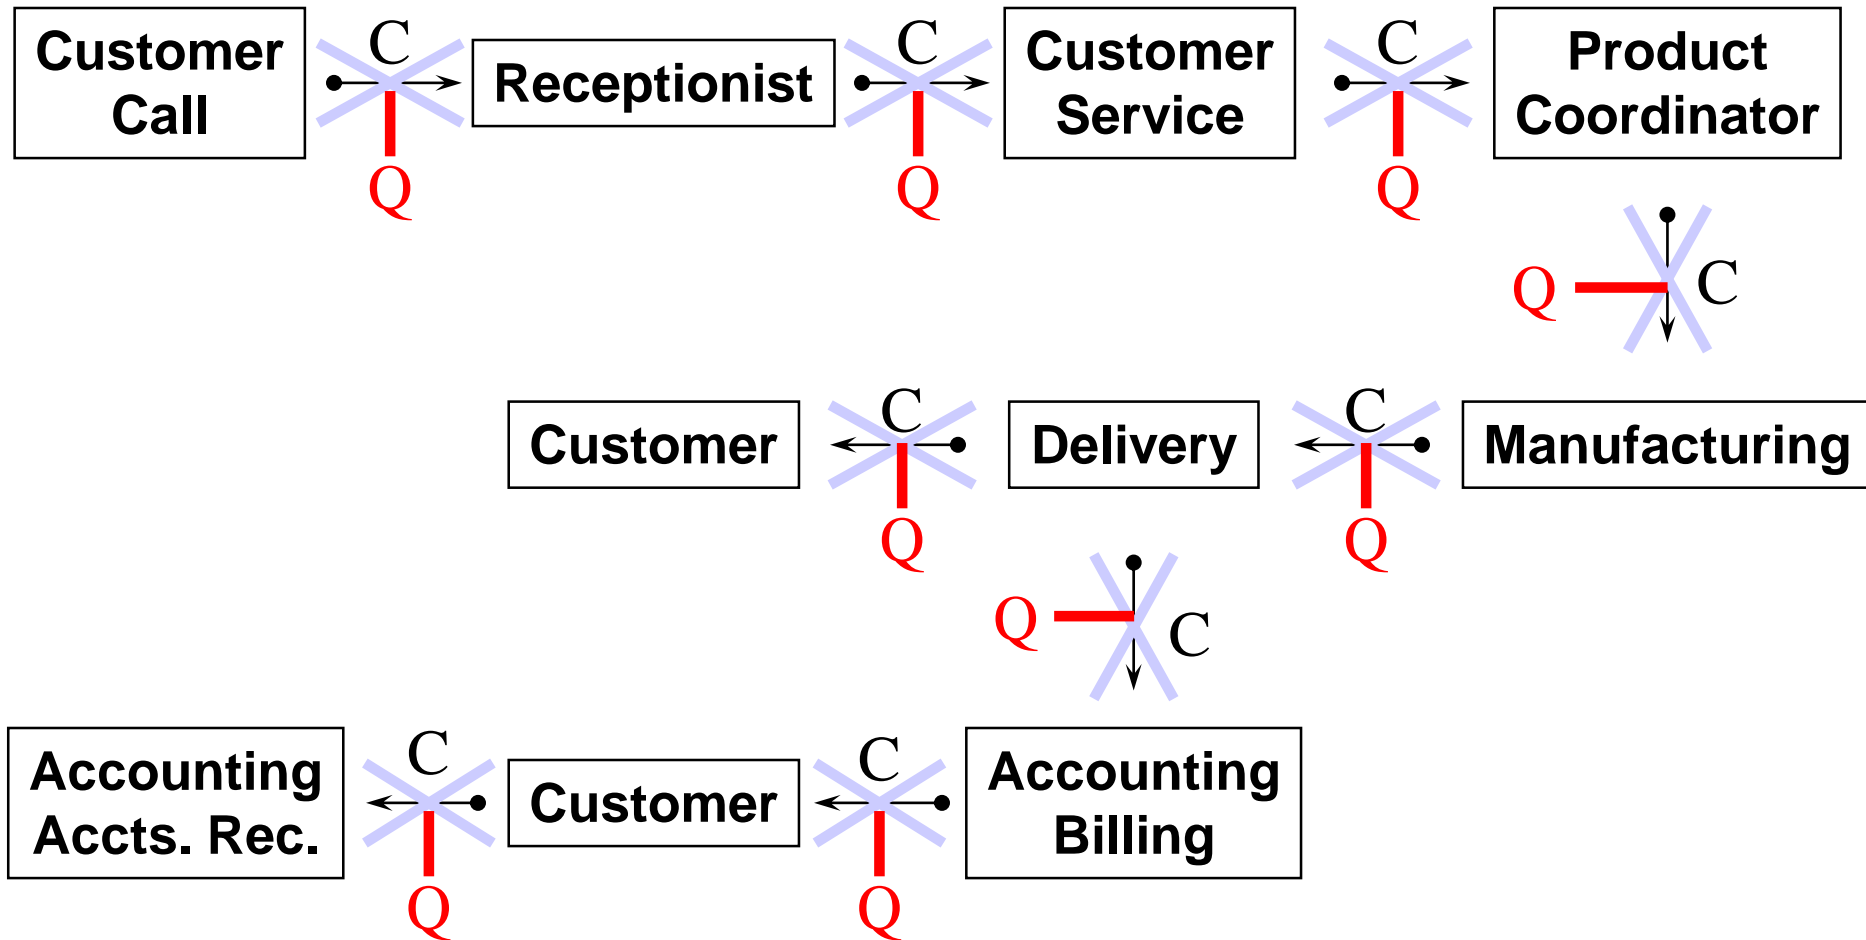 Customer
Call
C
Q
Receptionist
C
Q
Customer
Service
C
Q
Product
Coordinator
Q
C
Customer
C
Q
Delivery
C
Q
Manufacturing
Q
C
Accounting
Accts. Rec.
C
Q
Customer
C
Q
Accounting
Billing